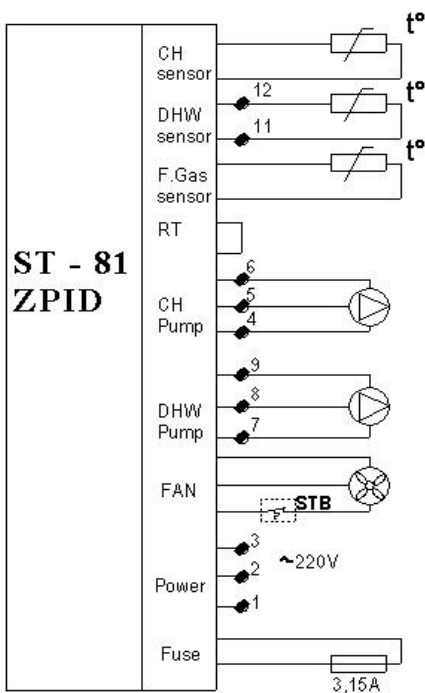 t°
CH
sensor
12
t°
DHW
sensor
11
t°
F.Gas
sensor
RT
ST - 81
ZPID
6
5
CH
Pump
4
9
8
DHW
Pump
7
FAN
STB
3
~220V
2
Power
1
Fuse
3,15A